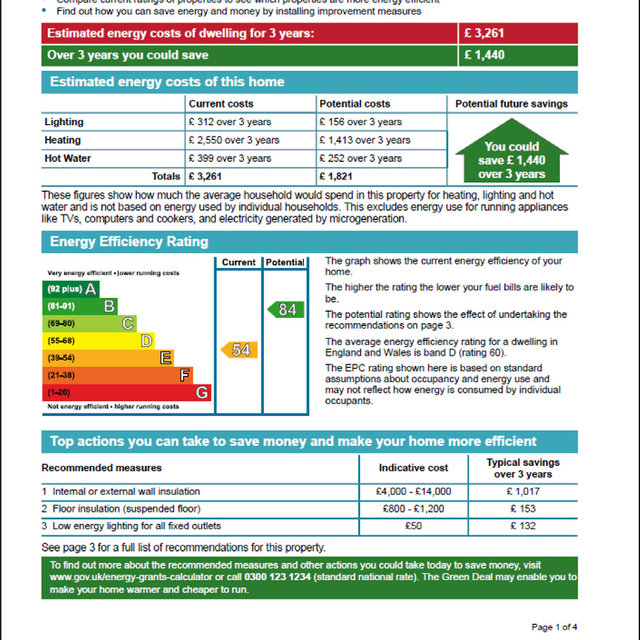 Compare current ratings of properties to see which properties are more energy efficient
• Find out how you can save energy and money by installing improvement measures
Estimated energy costs of dwelling for 3 years: £ 3,261
Over 3 years you could save £ 1,440
Estimated energy costs of this home
Current costs Potential costs Potential future savings
Lighting £ 312 over 3 years £ 156 over 3 years
Heating £ 2,550 over 3 years £ 1,413 over 3 years
Hot Water £ 399 over 3 years £ 252 over 3 years
Totals £ 3,261 £ 1,821
You could
save £ 1,440
over 3 years
These figures show how much the average household would spend in this property for heating, lighting and hot
water and is not based on energy used by individual households. This excludes energy use for running appliances
like TVs, computers and cookers, and electricity generated by microgeneration.
Energy Efficiency Rating
Current Potential
Very energy efficient • lower running costs
(92 plus) A
(81-91) B
(69-80) C
(55-68) D
(39-54) E
(21-38) F
(1-20) G
Not energy efficient • higher running costs
54
84
The graph shows the current energy efficiency of your
home.
The higher the rating the lower your fuel bills are likely to
be.
The potential rating shows the effect of undertaking the
recommendations on page 3.
The average energy efficiency rating for a dwelling in
England and Wales is band D (rating 60).
The EPC rating shown here is based on standard
assumptions about occupancy and energy use and
may not reflect how energy is consumed by individual
occupants.
Top actions you can take to save money and make your home more efficient
Recommended measures Indicative cost Typical savings
over 3 years
1 Internal or external wall insulation £4,000 - £14,000 £ 1,017
2 Floor insulation (suspended floor) £800 - £1,200 £ 153
3 Low energy lighting for all fixed outlets £50 £ 132
See page 3 for a full list of recommendations for this property.
To find out more about the recommended measures and other actions you could take today to save money, visit
www.gov.uk/energy-grants-calculator or call 0300 123 1234 (standard national rate). The Green Deal may enable you to
make your home warmer and cheaper to run.
Page 1 of 4